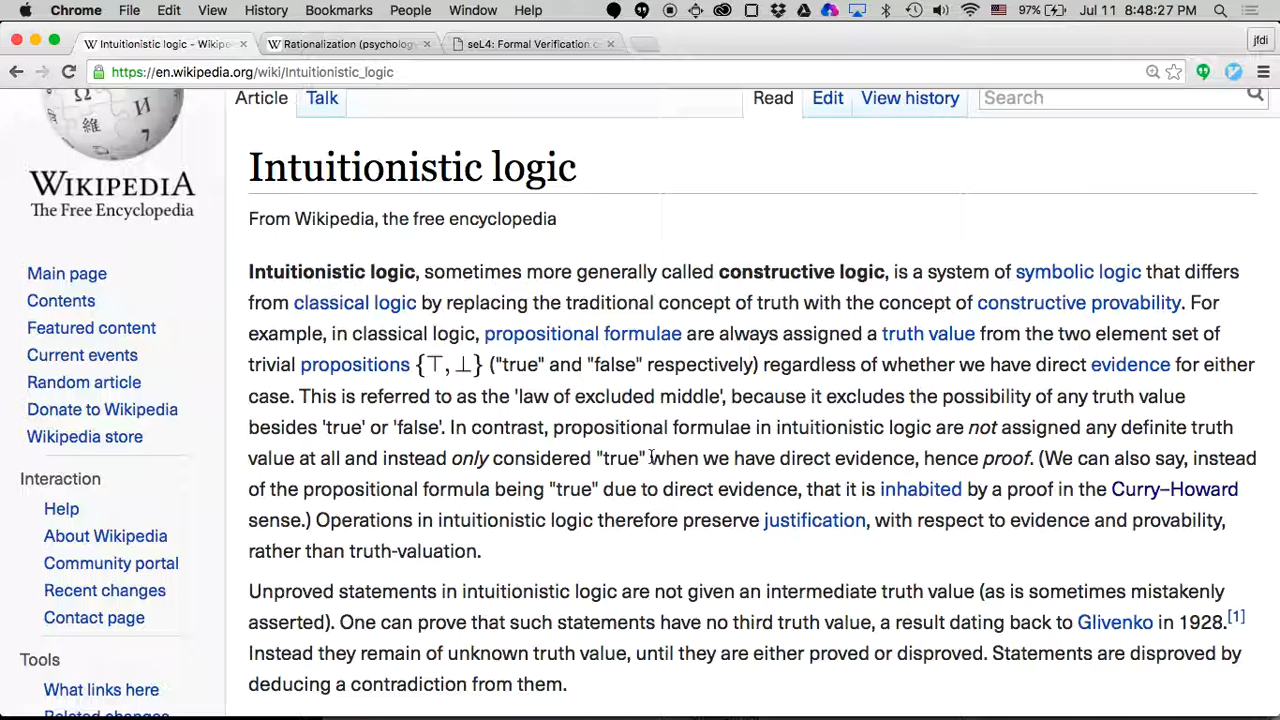 Chrome File Edit View History Bookmarks People Window Help 97% Jul 11 8:48:27 PM
Intuitionistic logic - Wikipe Rationalization (psycholog seL4: Formal Verification o jfdi
https://en.wikipedia.org/wiki/Intuitionistic_logic
Article Talk Read Edit View history Search
Ω И 維 7
WIKIPEDIA
The Free Encyclopedia
Main page
Contents
Featured content
Current events
Random article
Donate to Wikipedia
Wikipedia store
Interaction
Help
About Wikipedia
Community portal
Recent changes
Contact page
Tools
What links here
Related changes
Intuitionistic logic
From Wikipedia, the free encyclopedia
Intuitionistic logic, sometimes more generally called constructive logic, is a system of symbolic logic that differs
from classical logic by replacing the traditional concept of truth with the concept of constructive provability. For
example, in classical logic, propositional formulae are always assigned a truth value from the two element set of
trivial propositions {⊤, ⊥} ("true" and "false" respectively) regardless of whether we have direct evidence for either
case. This is referred to as the 'law of excluded middle', because it excludes the possibility of any truth value
besides 'true' or 'false'. In contrast, propositional formulae in intuitionistic logic are not assigned any definite truth
value at all and instead only considered "true" when we have direct evidence, hence proof. (We can also say, instead
of the propositional formula being "true" due to direct evidence, that it is inhabited by a proof in the Curry–Howard
sense.) Operations in intuitionistic logic therefore preserve justification, with respect to evidence and provability,
rather than truth-valuation.
Unproved statements in intuitionistic logic are not given an intermediate truth value (as is sometimes mistakenly
asserted). One can prove that such statements have no third truth value, a result dating back to Glivenko in 1928.[1]
Instead they remain of unknown truth value, until they are either proved or disproved. Statements are disproved by
deducing a contradiction from them.